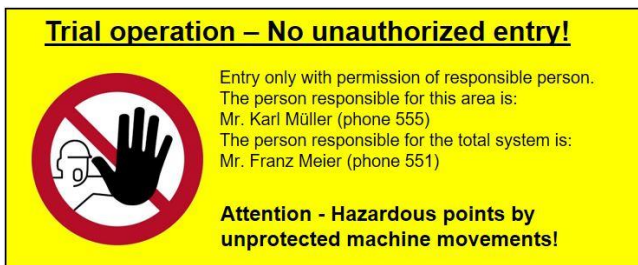 Trial operation – No unauthorized entry!
Entry only with permission of responsible person.
The person responsible for this area is:
Mr. Karl Müller (phone 555)
The person responsible for the total system is:
Mr. Franz Meier (phone 551)
Attention - Hazardous points by
unprotected machine movements!